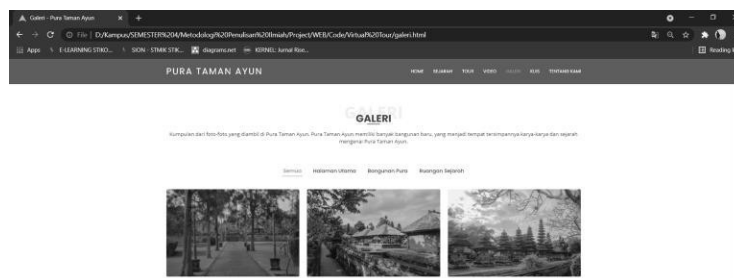 Galeri - Pura Taman Ayun
File | D:/Kampus/SEMESTER%204/Metodologi%20Penulisan%20Ilmiah/Project/WEB/Code/Virtual%20Tour/galeri.html
Apps E-LEARNING STIKO... SION - STMIK STIK... diagrams.net KERNEL: Jurnal Rise... Reading
PURA TAMAN AYUN HOME SEJARAH TOUR VIDEO GALERI KUIS TENTANG KAMI
GALERI
GALERI
Kumpulan dari foto-foto yang diambil di Pura Taman Ayun. Pura Taman Ayun memiliki banyak bangunan baru, yang menjadi tempat tersimpannya karya-karya dan sejarah
mengenai Pura Taman Ayun.
Semua Halaman Utama Bangunan Pura Ruangan Sejarah